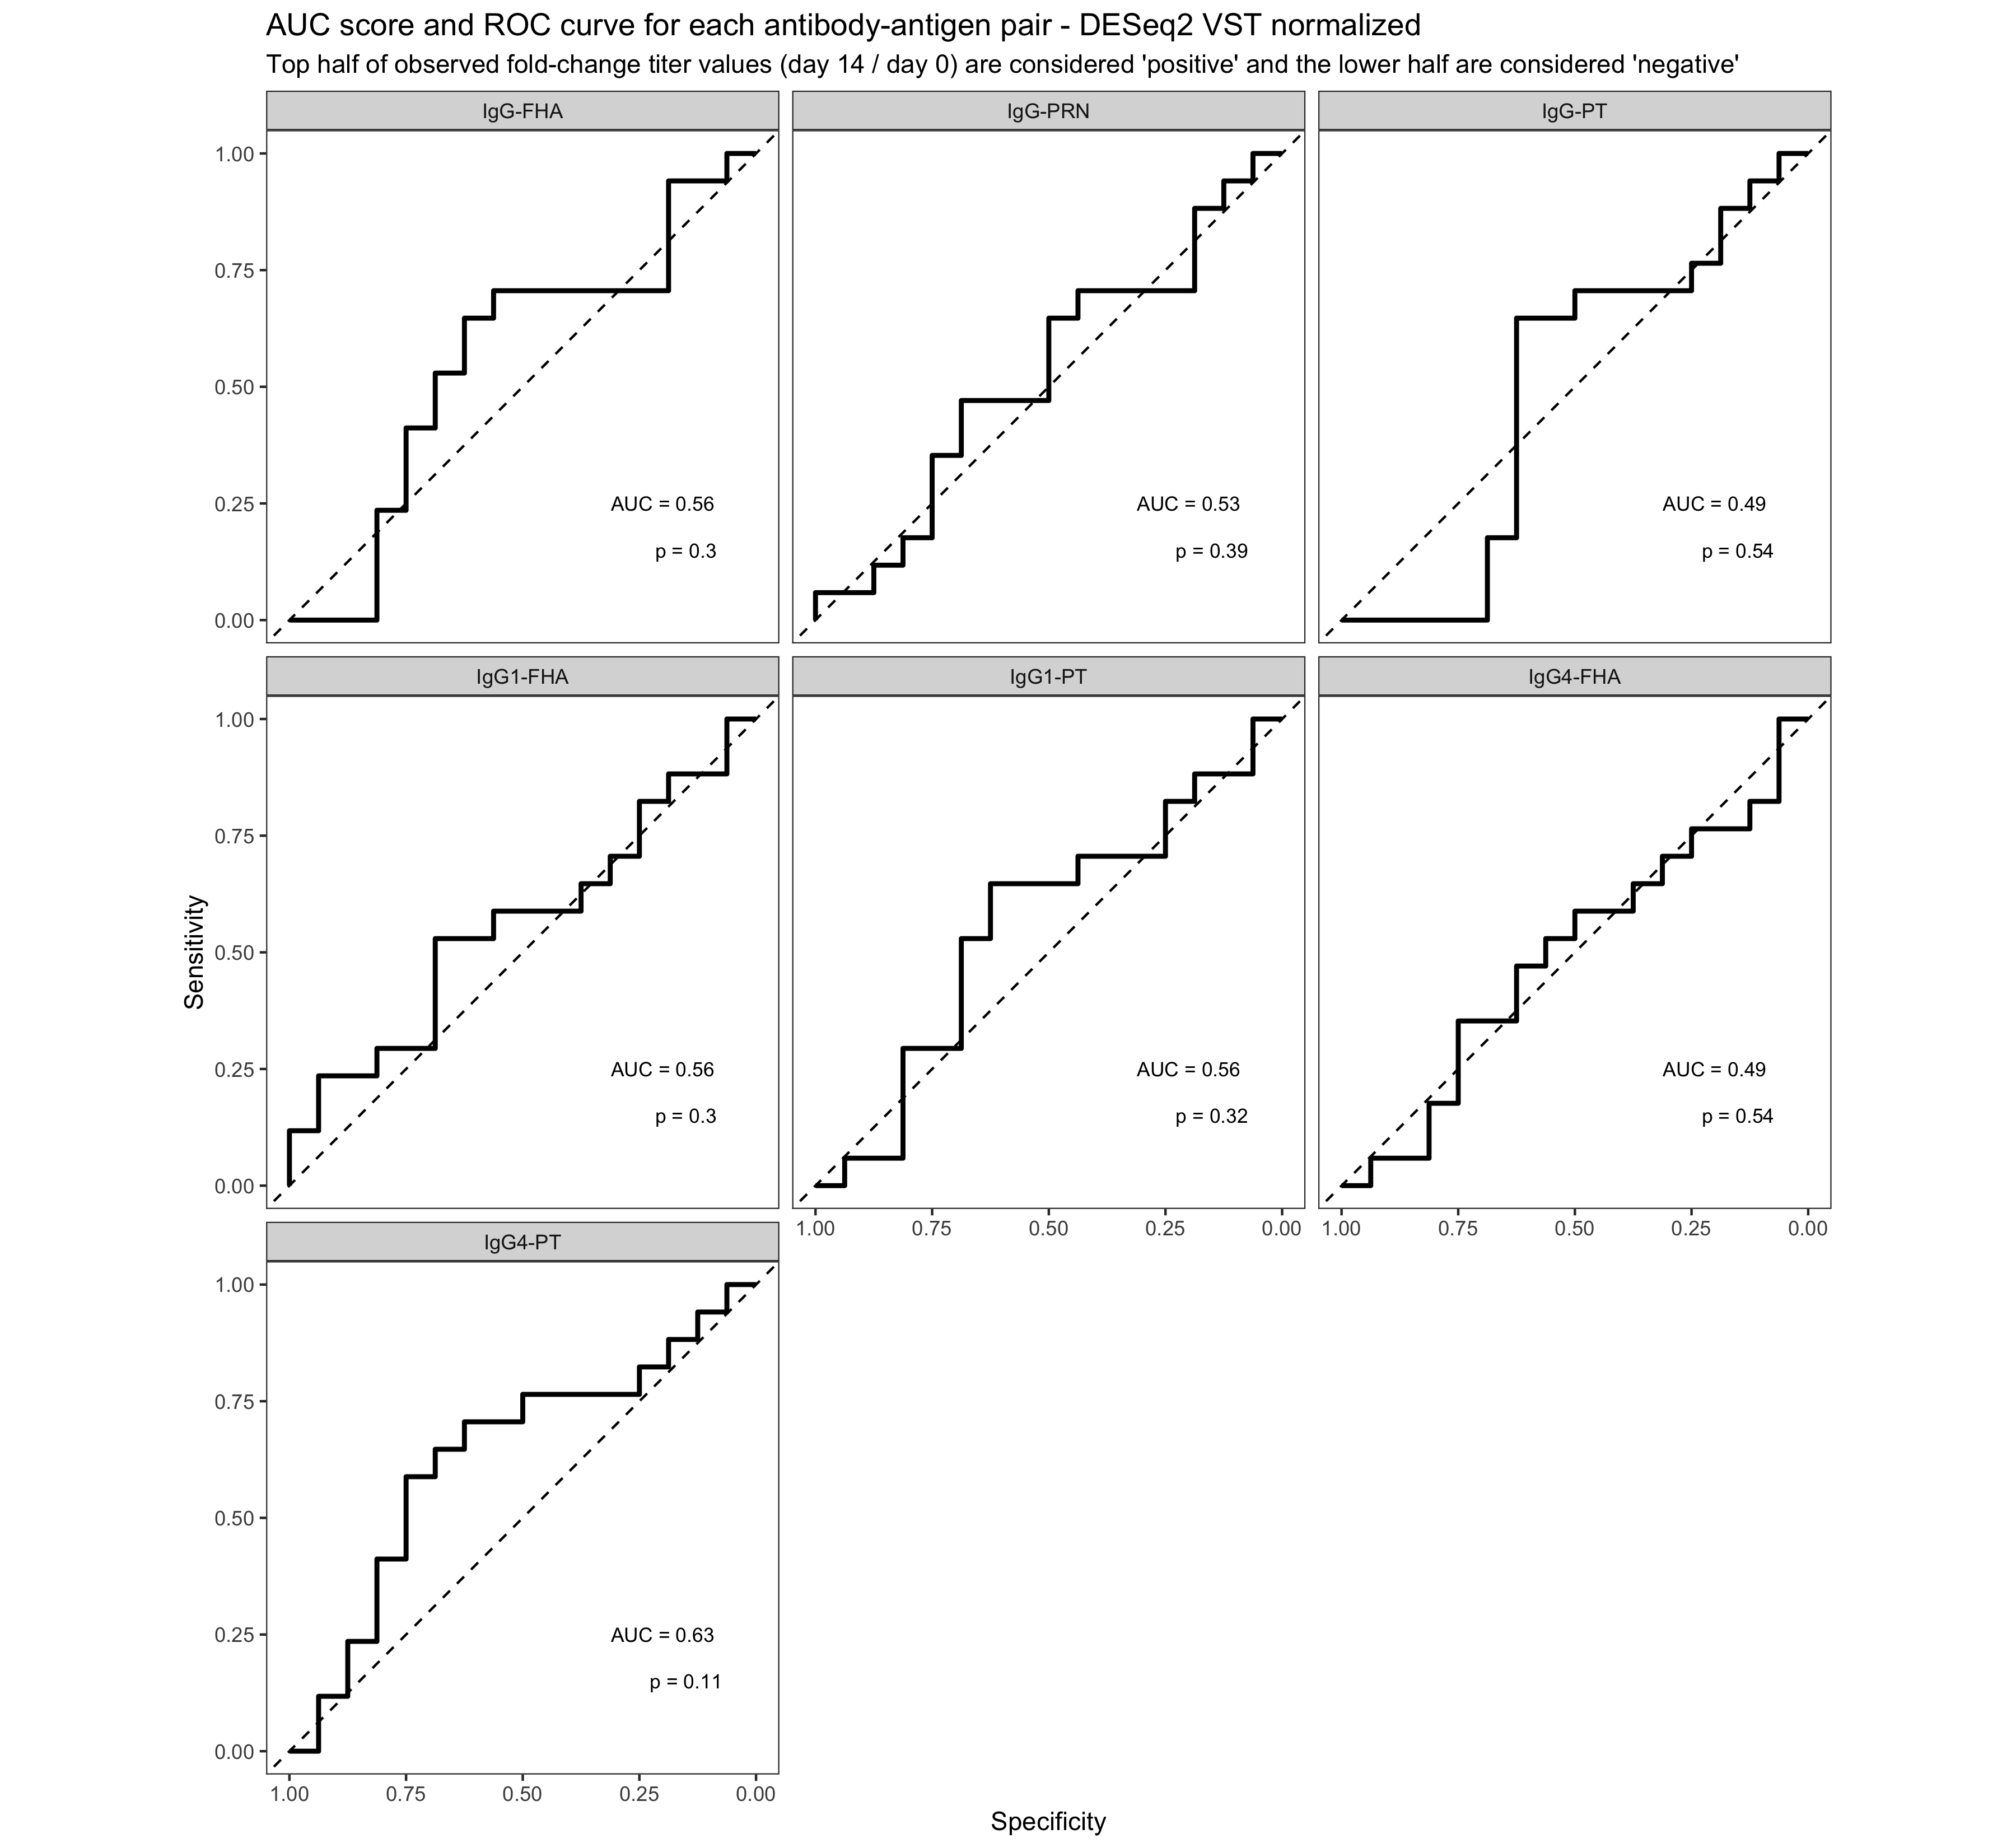 AUC score and ROC curve for each antibody-antigen pair - DESeq2 VST normalized
Top half of observed fold-change titer values (day 14 / day 0) are considered 'positive' and the lower half are considered 'negative'
IgG-FHA
IgG-PRN
IgG-PT
1.00
0.75
0.50
0.25
0.00
AUC = 0.56
p = 0.3
AUC = 0.53
p = 0.39
AUC = 0.49
p = 0.54
IgG1-FHA
IgG1-PT
IgG4-FHA
Sensitivity
1.00
0.75
0.50
0.25
0.00
AUC = 0.56
p = 0.3
AUC = 0.56
p = 0.32
AUC = 0.49
p = 0.54
1.00 0.75 0.50 0.25 0.00
1.00 0.75 0.50 0.25 0.00
IgG4-PT
1.00
0.75
0.50
0.25
0.00
AUC = 0.63
p = 0.11
1.00 0.75 0.50 0.25 0.00
Specificity